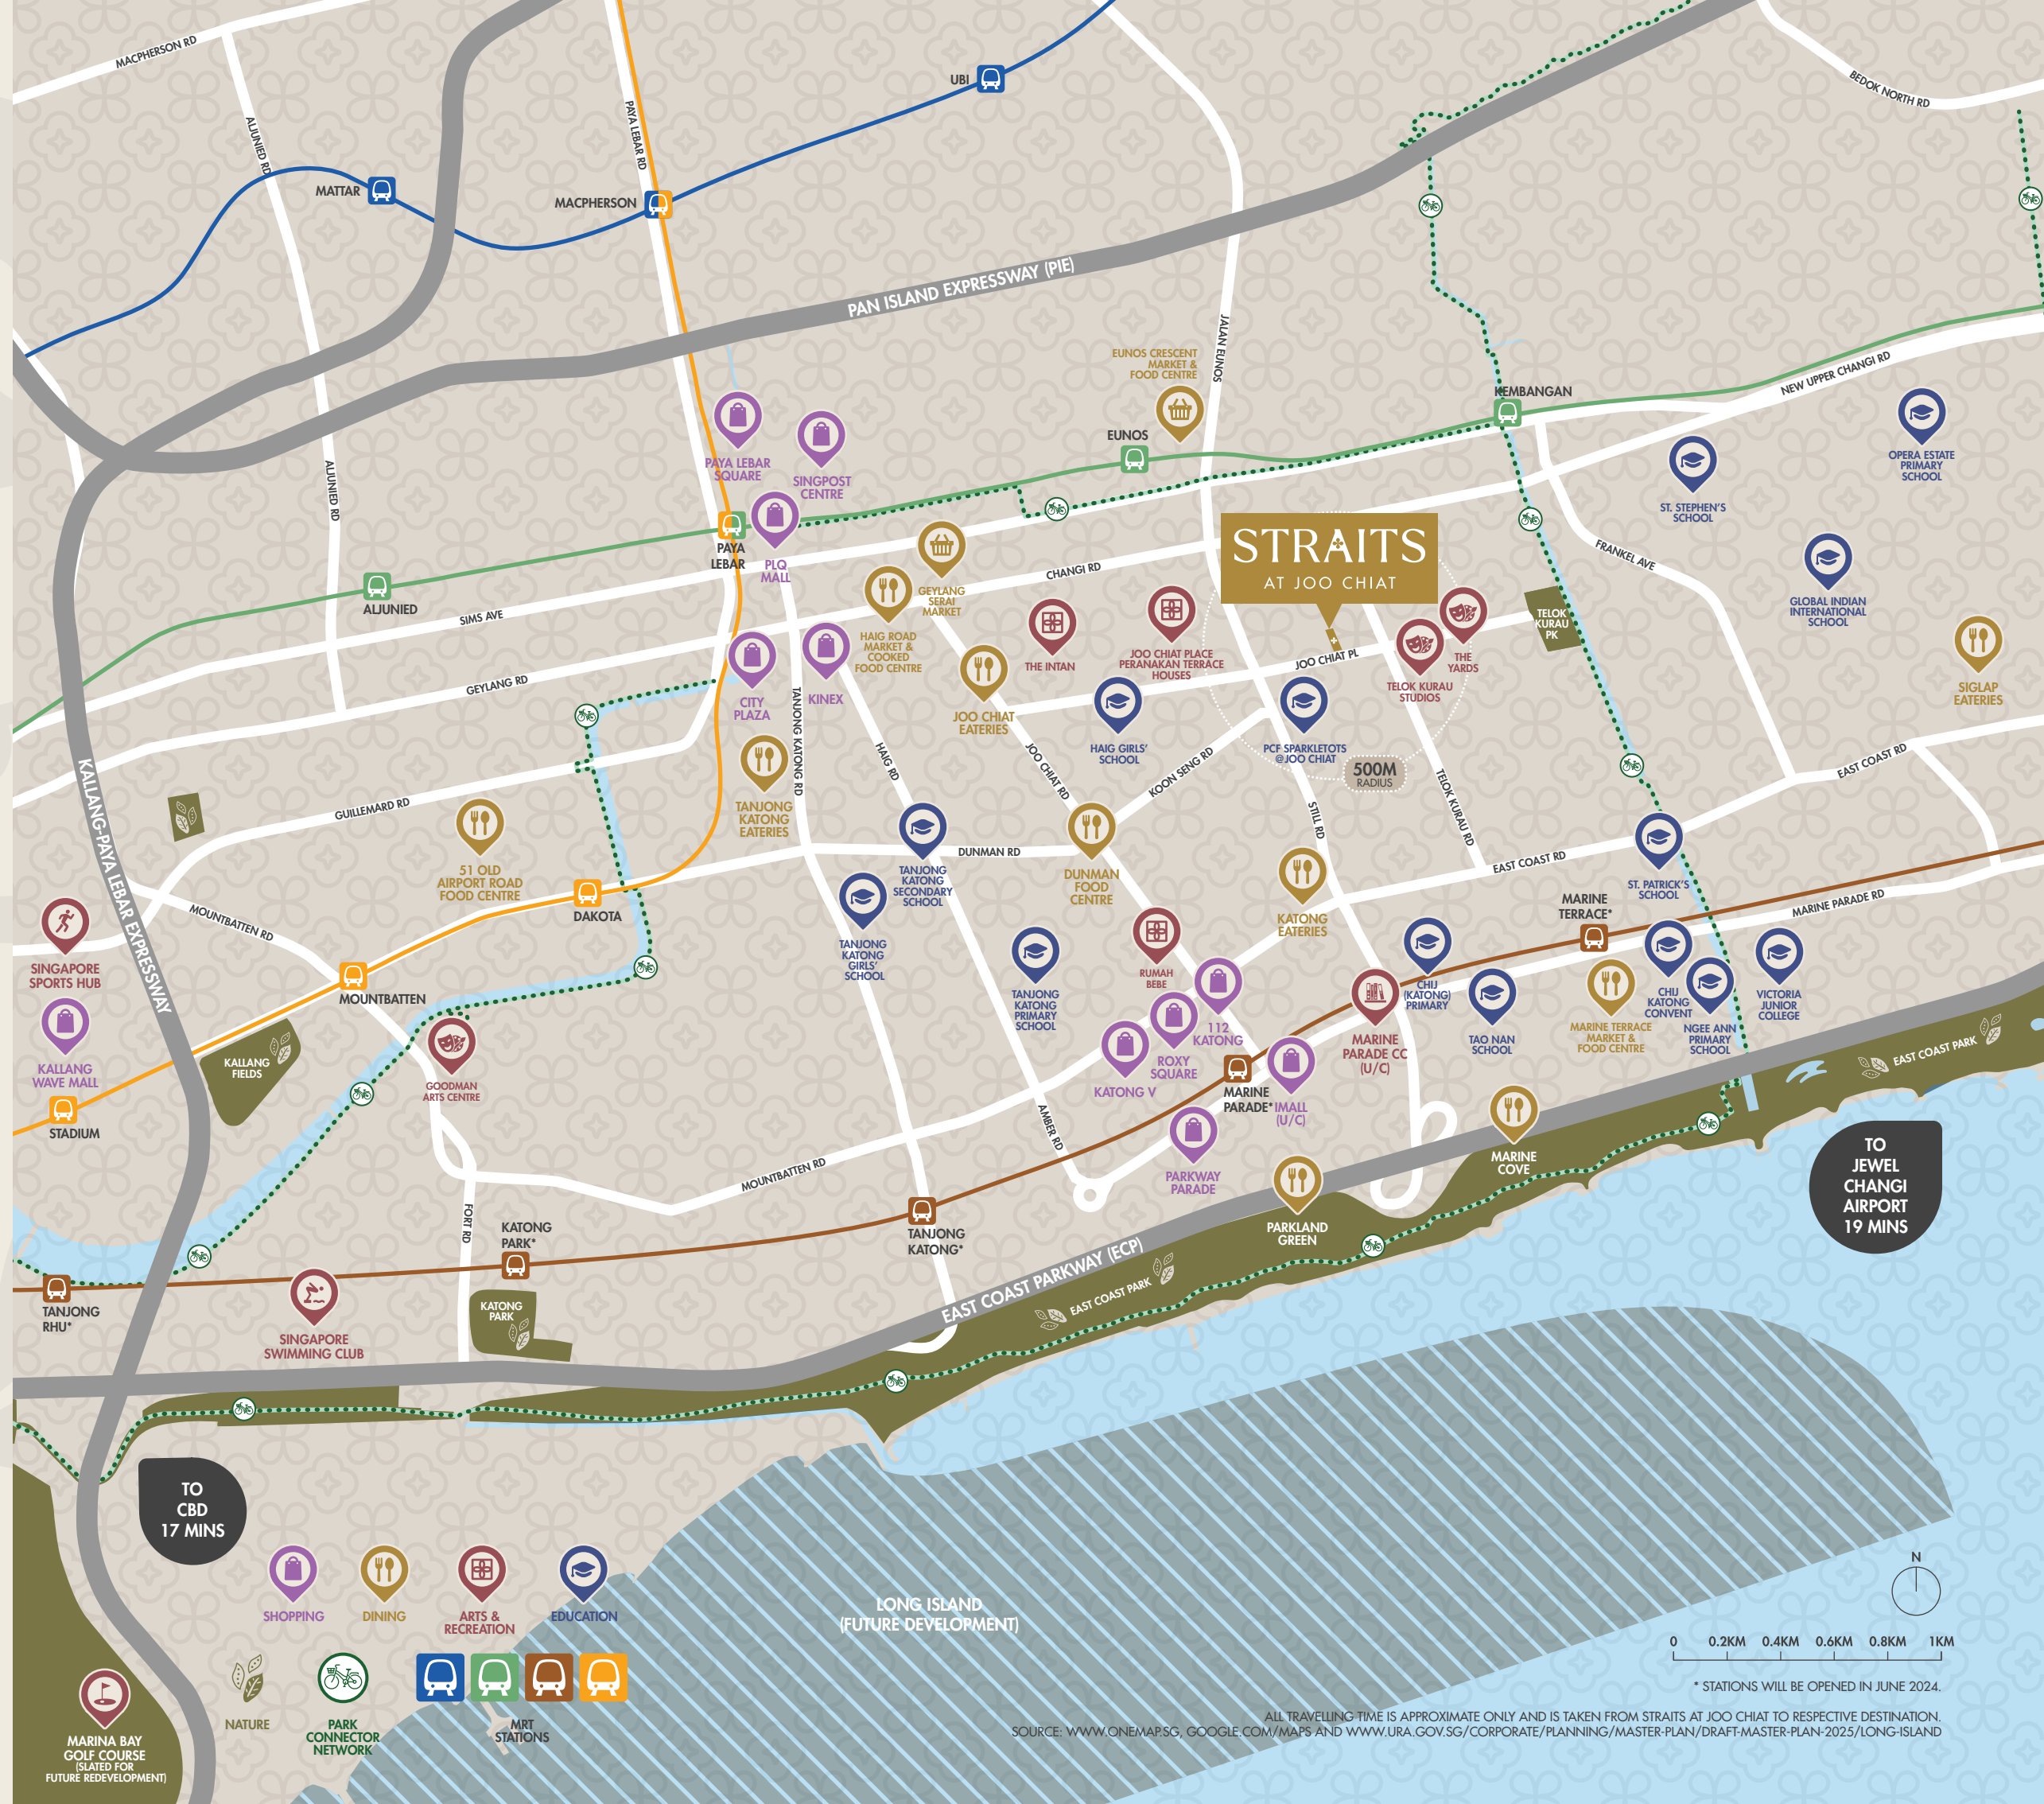 MACPHERSON RD
ALJUNIED RD
MATTAR
PAYA LEBAR RD
MACPHERSON
UBI
BEDOK NORTH RD
PAN ISLAND EXPRESSWAY (PIE)
JALAN EUNOS
EUNOS CRESCENT
MARKET &
FOOD CENTRE
EUNOS
KEMBANGAN
NEW UPPER CHANGI RD
OPERA ESTATE
PRIMARY
SCHOOL
ST. STEPHEN'S
SCHOOL
FRANKEL AVE
GLOBAL INDIAN
INTERNATIONAL
SCHOOL
SIGLAP
EATERIES
PAYA LEBAR
SQUARE
SINGPOST
CENTRE
PAYA
LEBAR
PLQ
MALL
ALJUNIED RD
ALJUNIED
SIMS AVE
GEYLANG RD
GEYLANG
SERAI
MARKET
CHANGI RD
HAIG ROAD
MARKET &
COOKED
FOOD CENTRE
STRAITS
AT JOO CHIAT
THE INTAN
JOO CHIAT PLACE
PERANAKAN TERRACE
HOUSES
JOO CHIAT PL
THE
YARDS
TELOK KURAU
STUDIOS
TELOK
KURAU
PK
CITY
PLAZA
KINEX
JOO CHIAT
EATERIES
HAIG GIRLS'
SCHOOL
PCF SPARKLETOTS
@JOO CHIAT
500M
RADIUS
TANJONG KATONG RD
HAIG RD
JOO CHIAT RD
KOON SENG RD
STILL RD
TELOK KURAU RD
EAST COAST RD
KALLANG-PAYA LEBAR EXPRESSWAY
GUILLEMARD RD
TANJONG
KATONG
EATERIES
51 OLD
AIRPORT ROAD
FOOD CENTRE
DAKOTA
DUNMAN RD
TANJONG
KATONG
SECONDARY
SCHOOL
DUNMAN
FOOD
CENTRE
KATONG
EATERIES
EAST COAST RD
ST. PATRICK'S
SCHOOL
MARINE
TERRACE*
MARINE PARADE RD
MOUNTBATTEN RD
SINGAPORE
SPORTS HUB
MOUNTBATTEN
TANJONG
KATONG
GIRLS'
SCHOOL
TANJONG
KATONG
PRIMARY
SCHOOL
RUMAH
BEBE
112
KATONG
ROXY
SQUARE
KATONG V
MARINE
PARADE CC
(U/C)
CHIJ
(KATONG)
PRIMARY
TAO NAN
SCHOOL
MARINE TERRACE
MARKET &
FOOD CENTRE
CHIJ
KATONG
CONVENT
NGEE ANN
PRIMARY
SCHOOL
VICTORIA
JUNIOR
COLLEGE
KALLANG
WAVE MALL
KALLANG
FIELDS
GOODMAN
ARTS CENTRE
STADIUM
MARINE
PARADE*
IMALL
(U/C)
AMBER RD
PARKWAY
PARADE
MARINE
COVE
EAST COAST PARK
TO
JEWEL
CHANGI
AIRPORT
19 MINS
MOUNTBATTEN RD
FORT RD
KATONG
PARK*
TANJONG
KATONG*
PARKLAND
GREEN
EAST COAST PARKWAY (ECP)
EAST COAST PARK
TANJONG
RHU*
SINGAPORE
SWIMMING CLUB
KATONG
PARK
TO
CBD
17 MINS
SHOPPING
DINING
ARTS &
RECREATION
EDUCATION
NATURE
PARK
CONNECTOR
NETWORK
MRT
STATIONS
MARINA BAY
GOLF COURSE
(SLATED FOR
FUTURE REDEVELOPMENT)
LONG ISLAND
(FUTURE DEVELOPMENT)
N
0 0.2KM 0.4KM 0.6KM 0.8KM 1KM
* STATIONS WILL BE OPENED IN JUNE 2024.
ALL TRAVELLING TIME IS APPROXIMATE ONLY AND IS TAKEN FROM STRAITS AT JOO CHIAT TO RESPECTIVE DESTINATION.
SOURCE: WWW.ONEMAP.SG, GOOGLE.COM/MAPS AND WWW.URA.GOV.SG/CORPORATE/PLANNING/MASTER-PLAN/DRAFT-MASTER-PLAN-2025/LONG-ISLAND